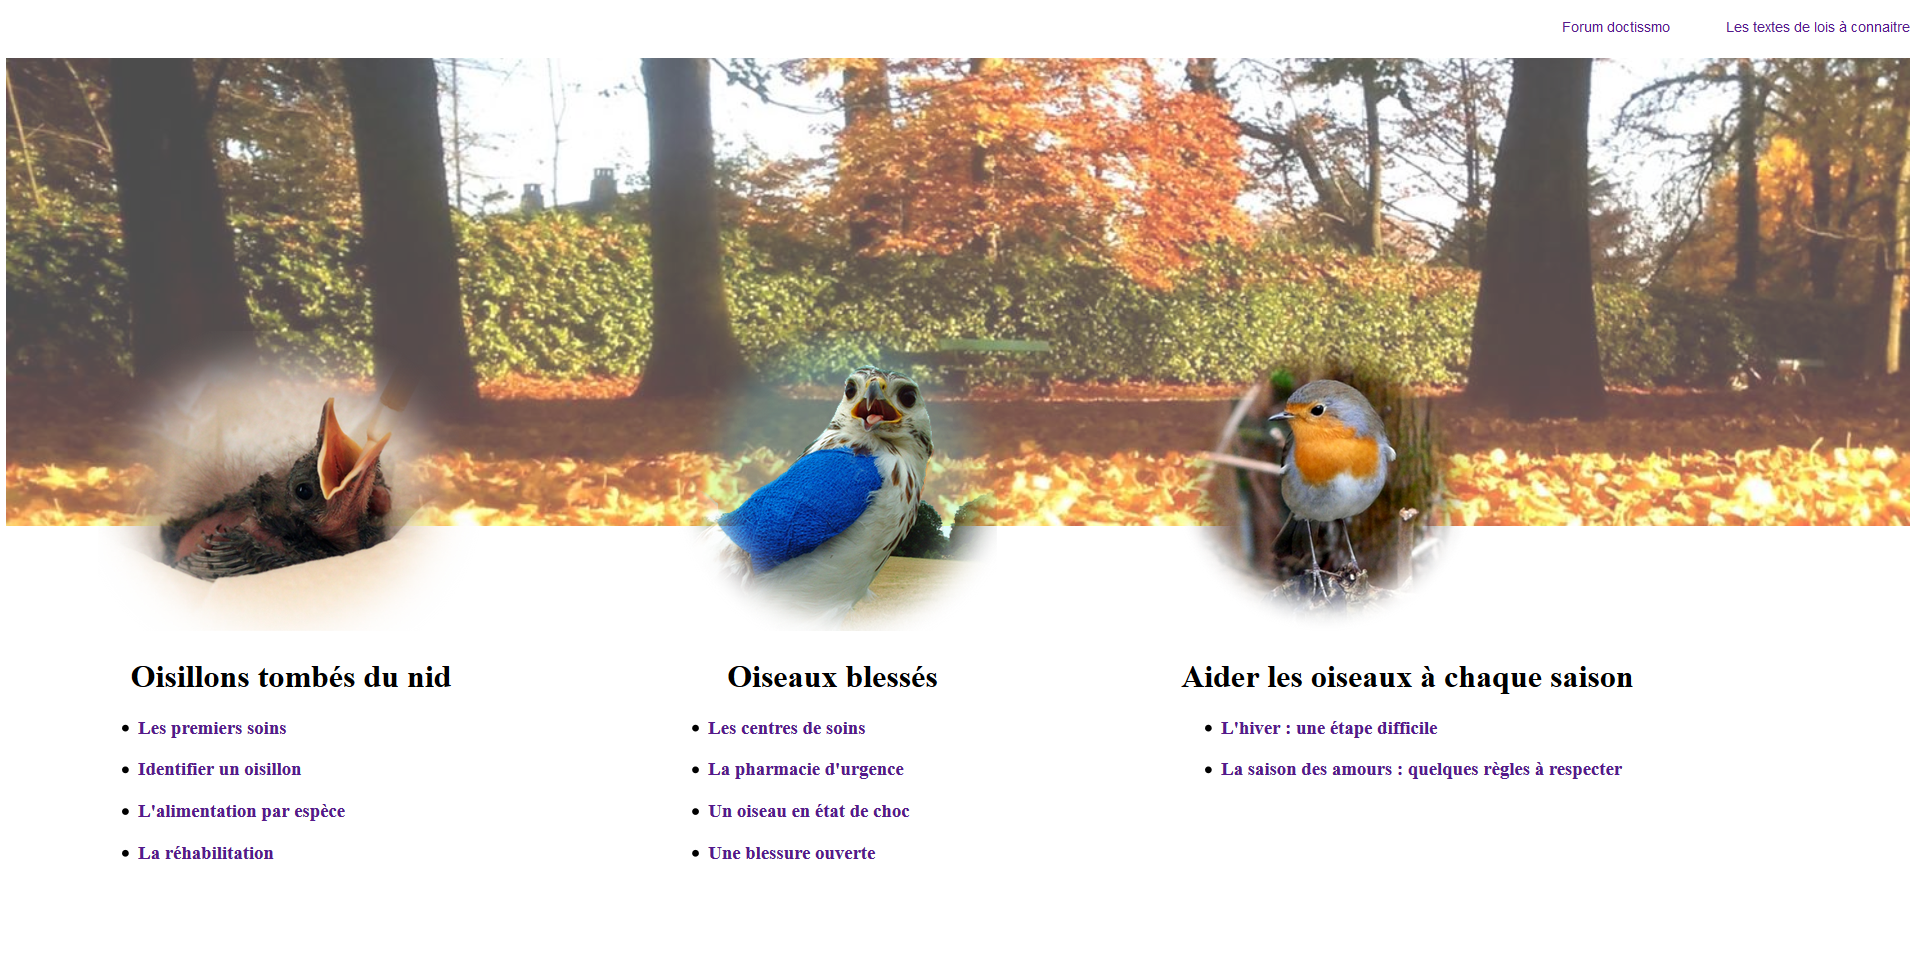 Forum doctissmo
Les textes de lois à connaitre
Oisillons tombés du nid
Les premiers soins
Identifier un oisillon
L'alimentation par espèce
La réhabilitation
Oiseaux blessés
Les centres de soins
La pharmacie d'urgence
Un oiseau en état de choc
Une blessure ouverte
Aider les oiseaux à chaque saison
L'hiver : une étape difficile
La saison des amours : quelques règles à respecter